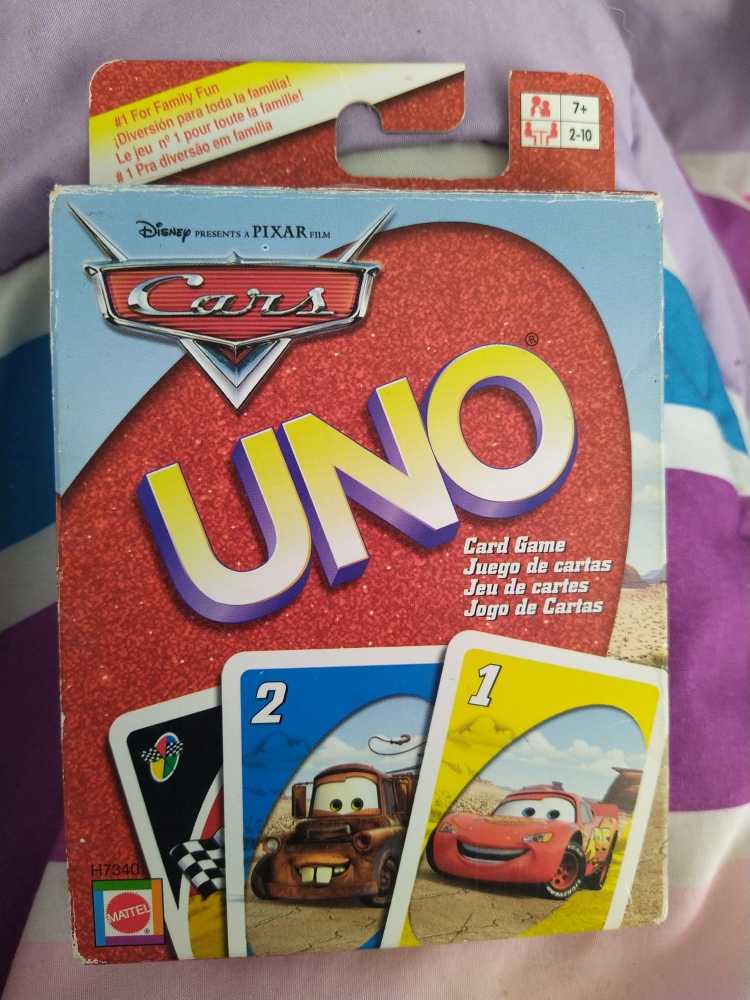 #1 For Family Fun
¡Diversión para toda la familia!
Le jeu n° 1 pour toute la famille!
# 1 Pra diversão em familia
7+
2-10
DISNEY PRESENTS A PIXAR FILM
Cars
UNO®
Card Game
Juego de cartas
Jeu de cartes
Jogo de Cartas
2
1
H7340
MATTEL®